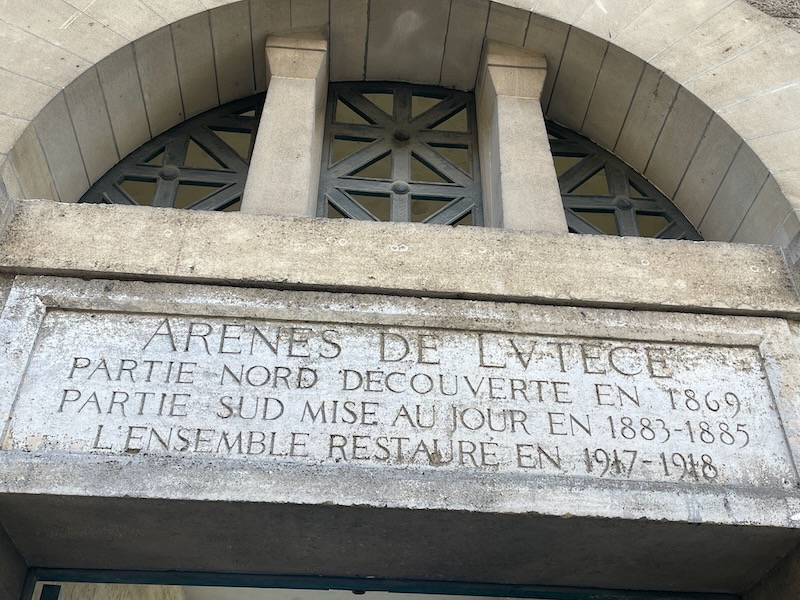 ARENES DE LVTECE
PARTIE NORD DECOUVERTE EN 1869
PARTIE SUD MISE AU JOUR EN 1883-1885
L'ENSEMBLE RESTAURÉ EN 1917-1918